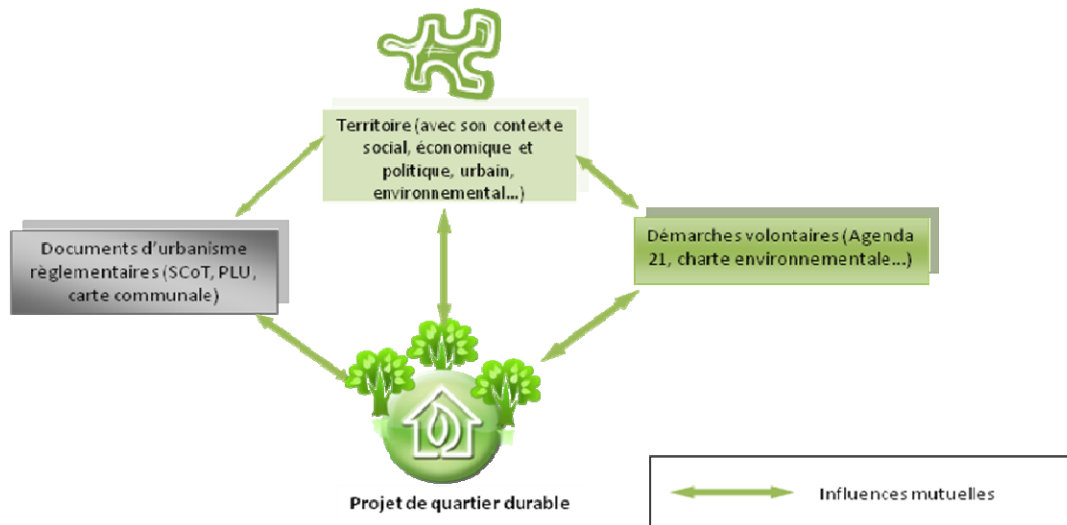 Territoire (avec son contexte
social, économique et
politique, urbain,
environnemental...)
Documents d'urbanisme
règlementaires (SCoT, PLU,
carte communale)
Démarches volontaires (Agenda
21, charte environnementale...)
Projet de quartier durable
Influences mutuelles